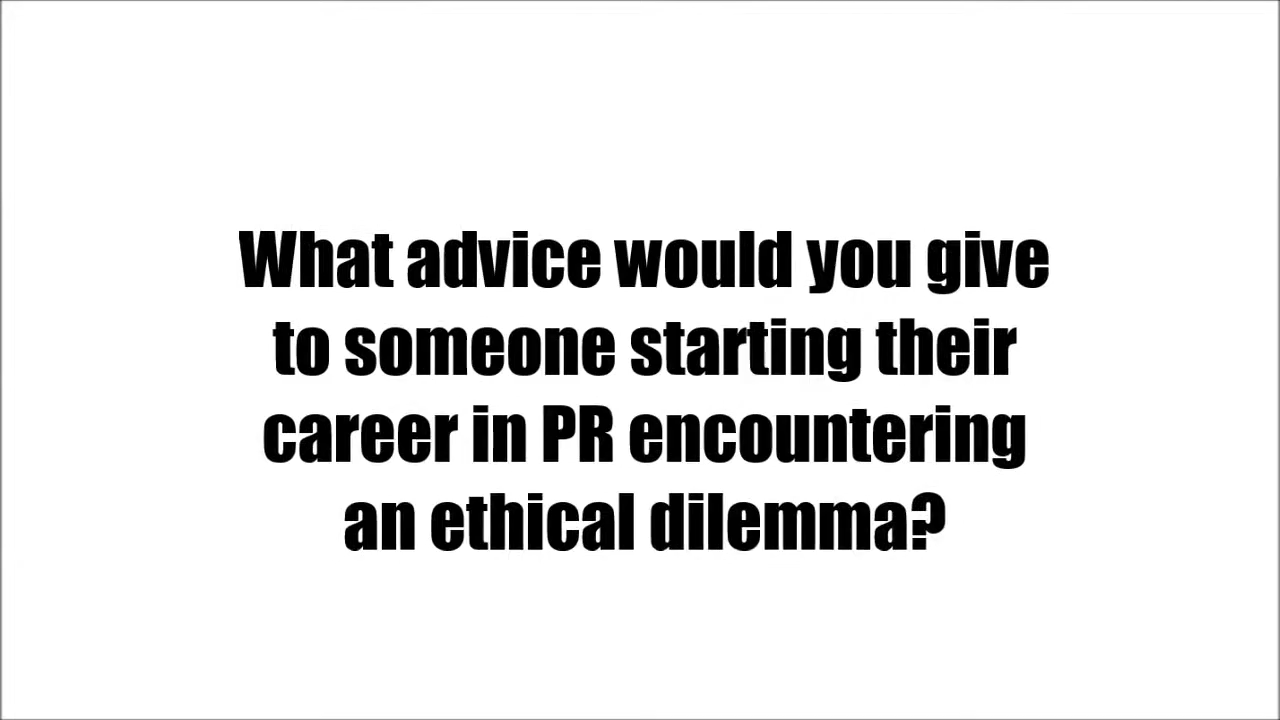 What advice would you give
to someone starting their
career in PR encountering
an ethical dilemma?